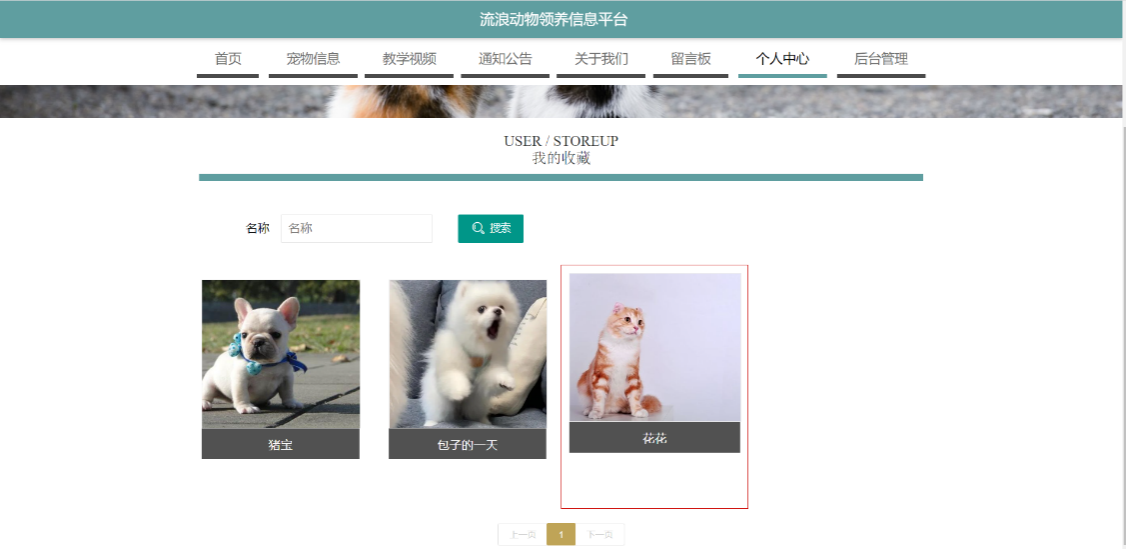 流浪动物领养信息平台
首页 宠物信息 教学视频 通知公告 关于我们 留言板 个人中心 后台管理
USER / STOREUP
我的收藏
名称 名称 搜索
猪宝 包子的一天 花花
上一页 1 下一页